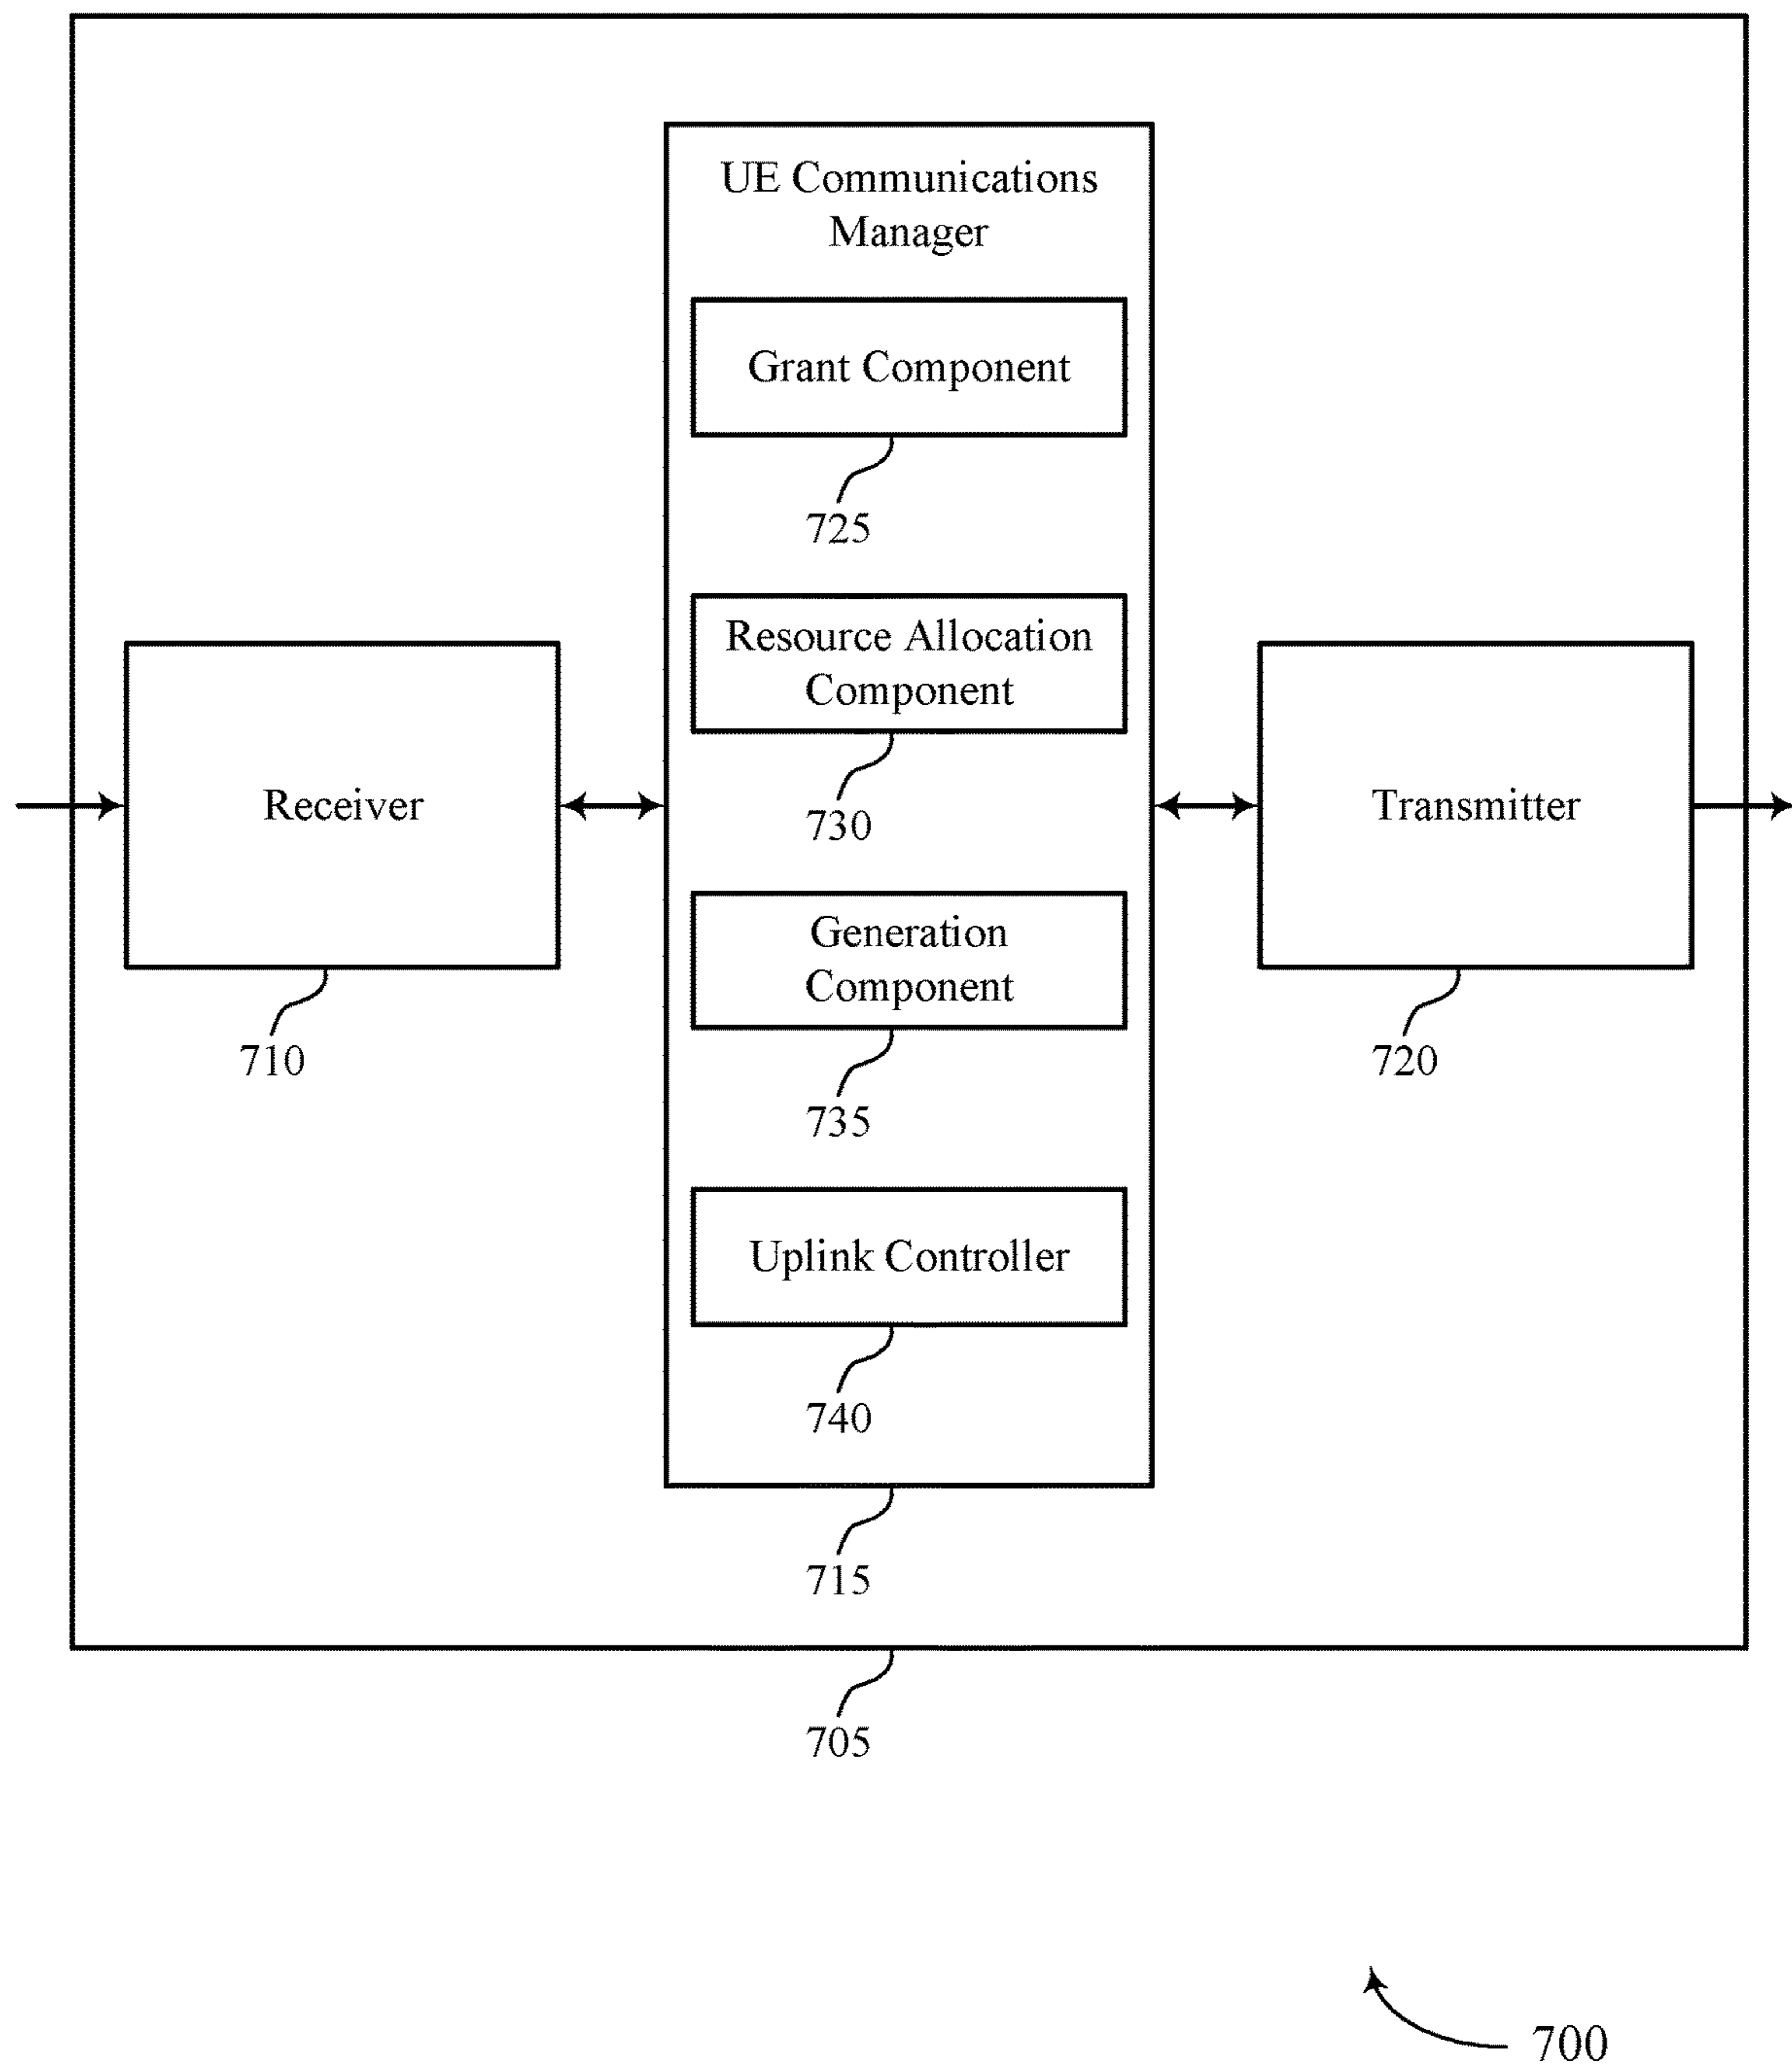 UE Communications
Manager
Grant Component
725
Resource Allocation
Component
730
Receiver
710
Transmitter
720
Generation
Component
735
Uplink Controller
740
715
705
700